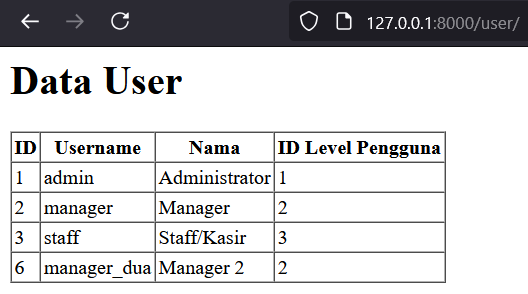 127.0.0.1:8000/user/
Data User
ID Username Nama ID Level Pengguna
1 admin Administrator 1
2 manager Manager 2
3 staff Staff/Kasir 3
6 manager_dua Manager 2 2